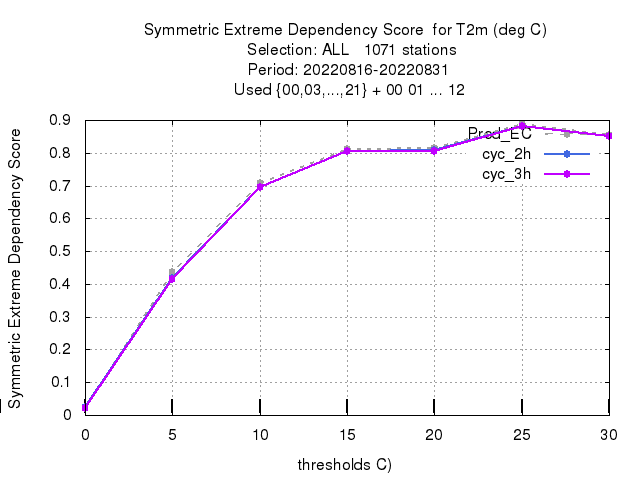 Symmetric Extreme Dependency Score for T2m (deg C)
Selection: ALL 1071 stations
Period: 20220816-20220831
Used {00,03,...,21} + 00 01 ... 12
Symmetric Extreme Dependency Score
0.9
0.8
0.7
0.6
0.5
0.4
0.3
0.2
0.1
0
Prod_EC
cyc_2h
cyc_3h
0 5 10 15 20 25 30
thresholds C)